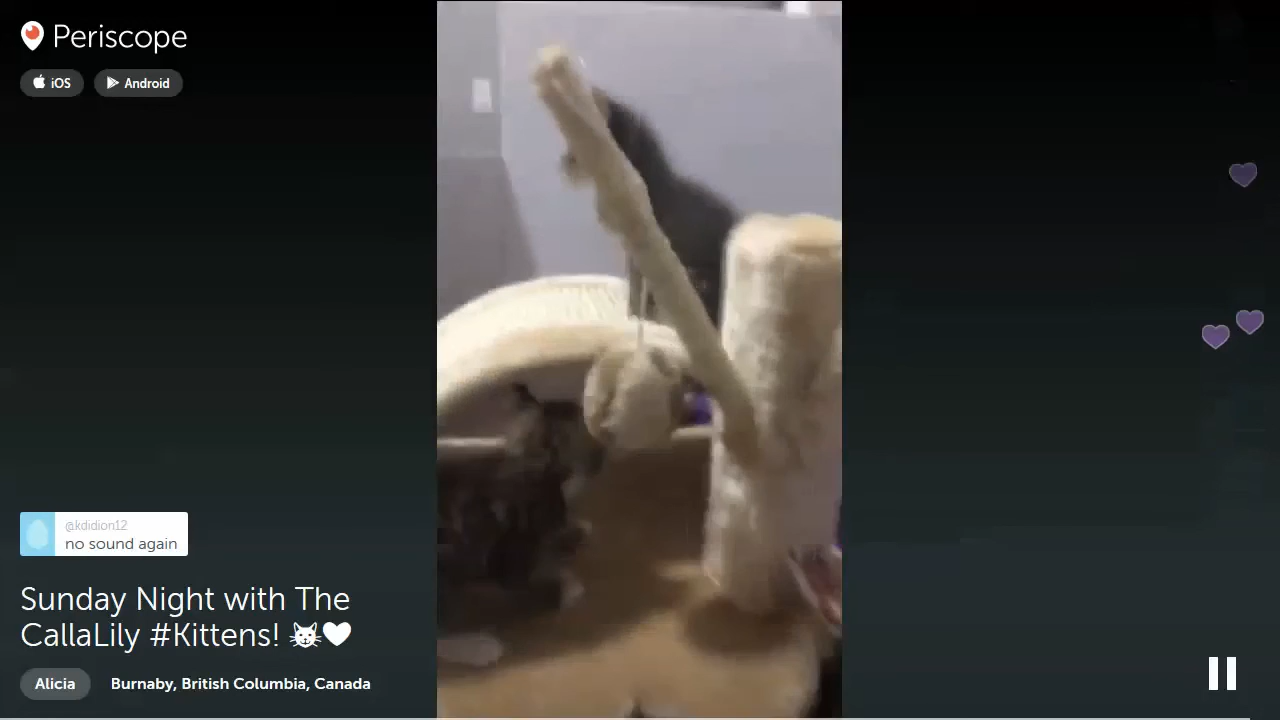 Periscope
iOS
Android
@kdidion12
no sound again
Sunday Night with The
CallaLily #Kittens! 🐱❤
Alicia
Burnaby, British Columbia, Canada